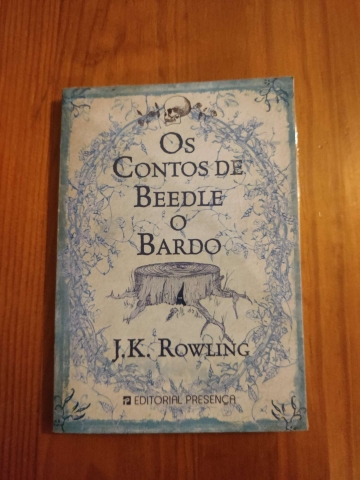 Os
Contos de
Beedle
o
Bardo
J.K. Rowling
EDITORIAL PRESENÇA